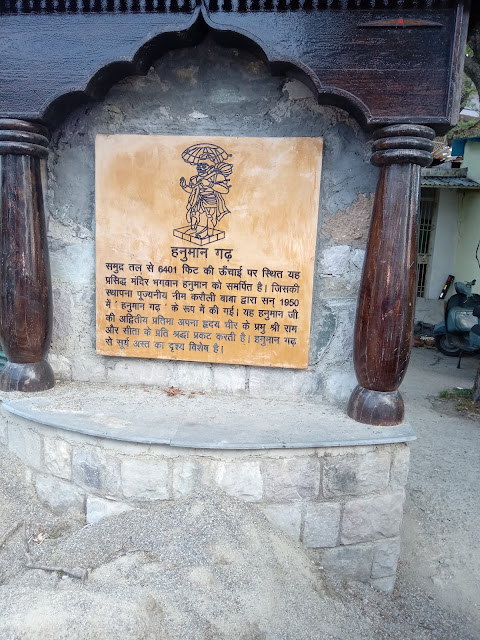 हनुमान गढ़
समुद्र तल से 6401 फिट की ऊँचाई पर स्थित यह
प्रसिद्ध मंदिर भगवान हनुमान को समर्पित है। जिसकी
स्थापना पूज्यनीय नीम करौली बाबा द्वारा सन् 1950
में ' हनुमान गढ़ ' के रूप में की गई। यह हनुमान जी
की अद्वितीय प्रतिमा अपना हृदय चीर के प्रभु श्री राम
और सीता के प्रति श्रद्धा प्रकट करती है। हनुमान गढ़
से सूर्य अस्त का दृश्य विशेष है।